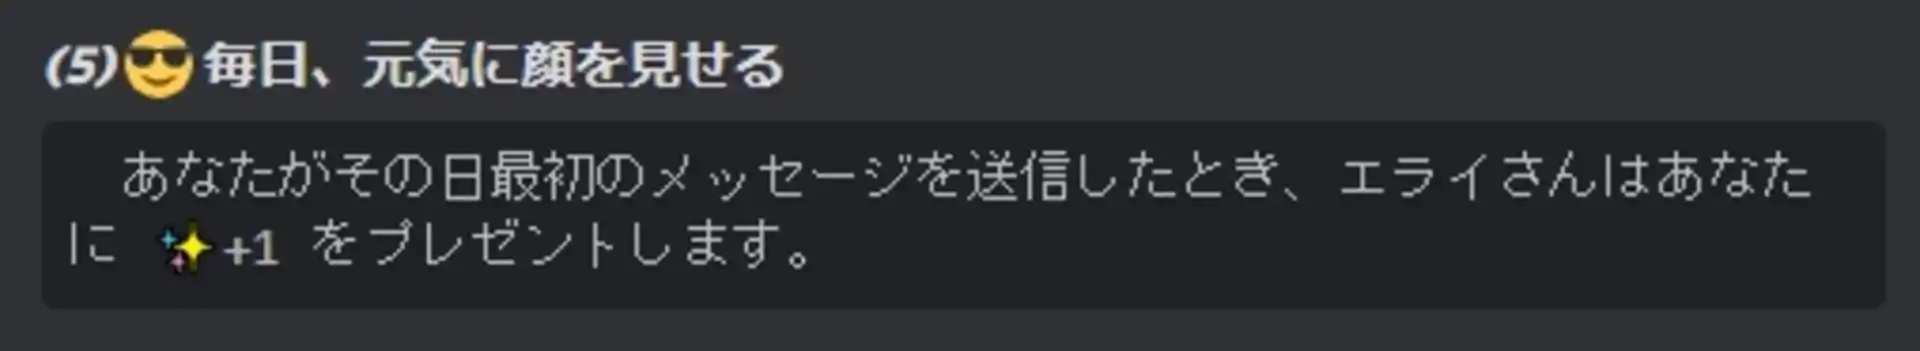 (5)😎毎日、元気に顔を見せる
あなたがその日最初のメッセージを送信したとき、エライさんはあなた
に ✨+1 をプレゼントします。